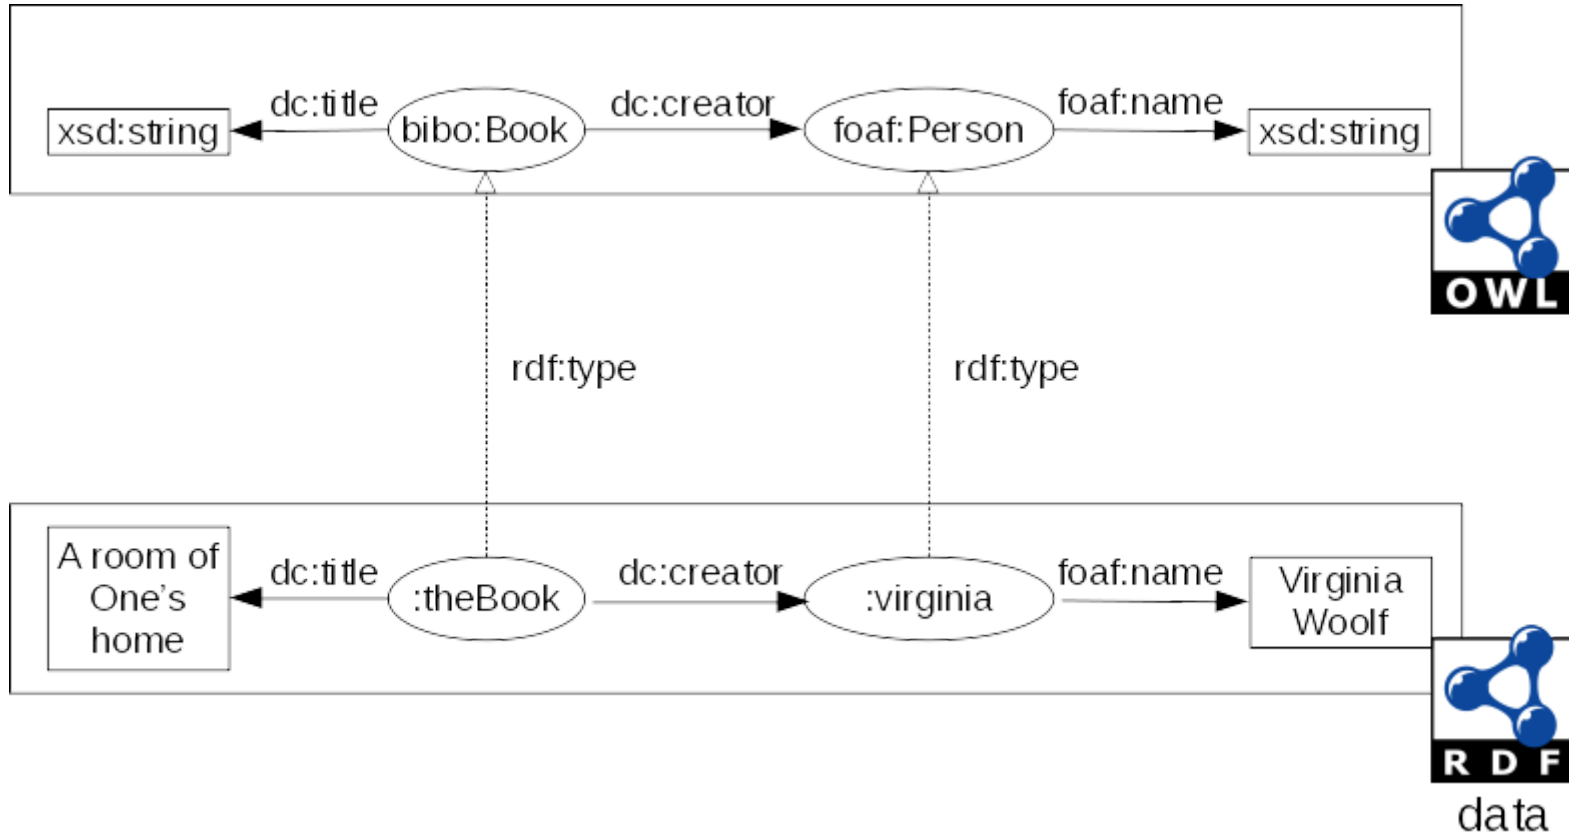 dc:title
dc:creator
foaf:name
xsd:string
bibo:Book
foaf:Person
xsd:string
OWL
rdf:type
rdf:type
A room of
One's
home
dc:title
:theBook
dc:creator
:virginia
foaf:name
Virginia
Woolf
RDF
data